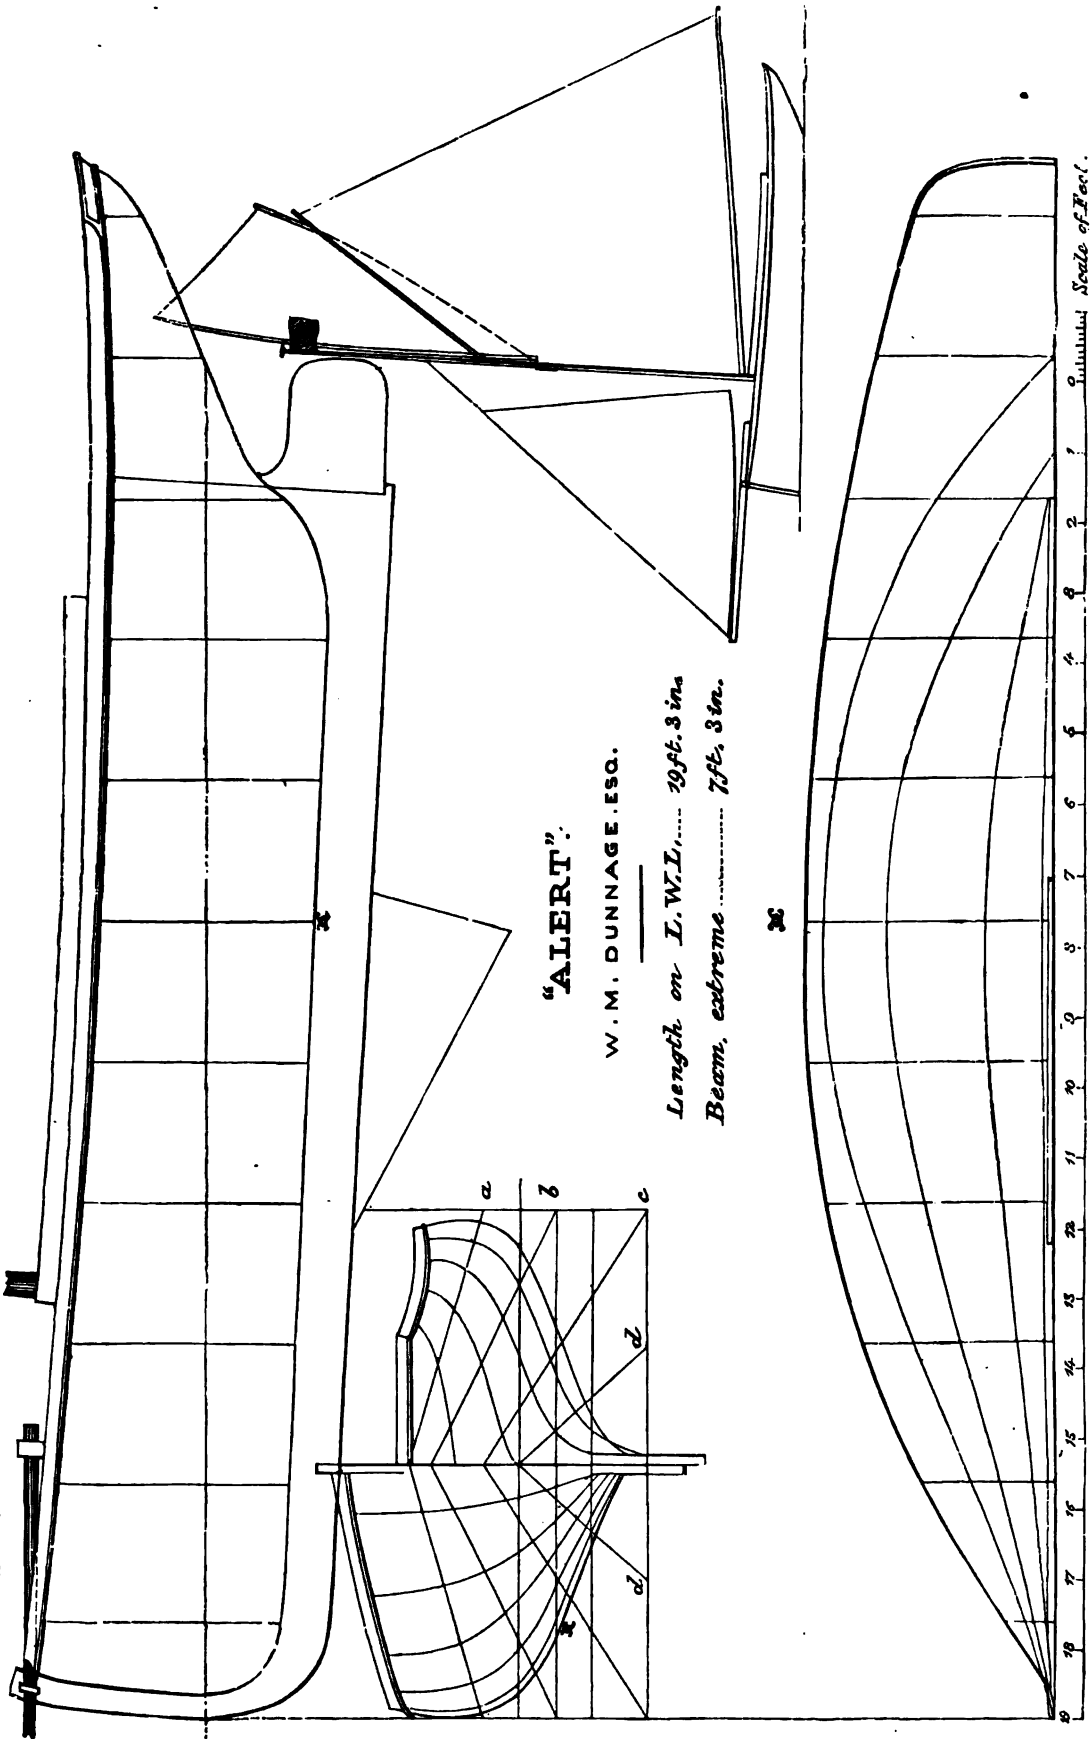 "ALERT".
W. M. DUNNAGE. ESQ.
Length on L.W.L. ...... 19ft. 3 in.
Beam, extreme ............ 7ft. 3 in.
a
b
c
d
d
0 1 2 3 4 5 6 7 8 9 10 11 12 13 14 15 16 17 18 19
Scale of Feet.